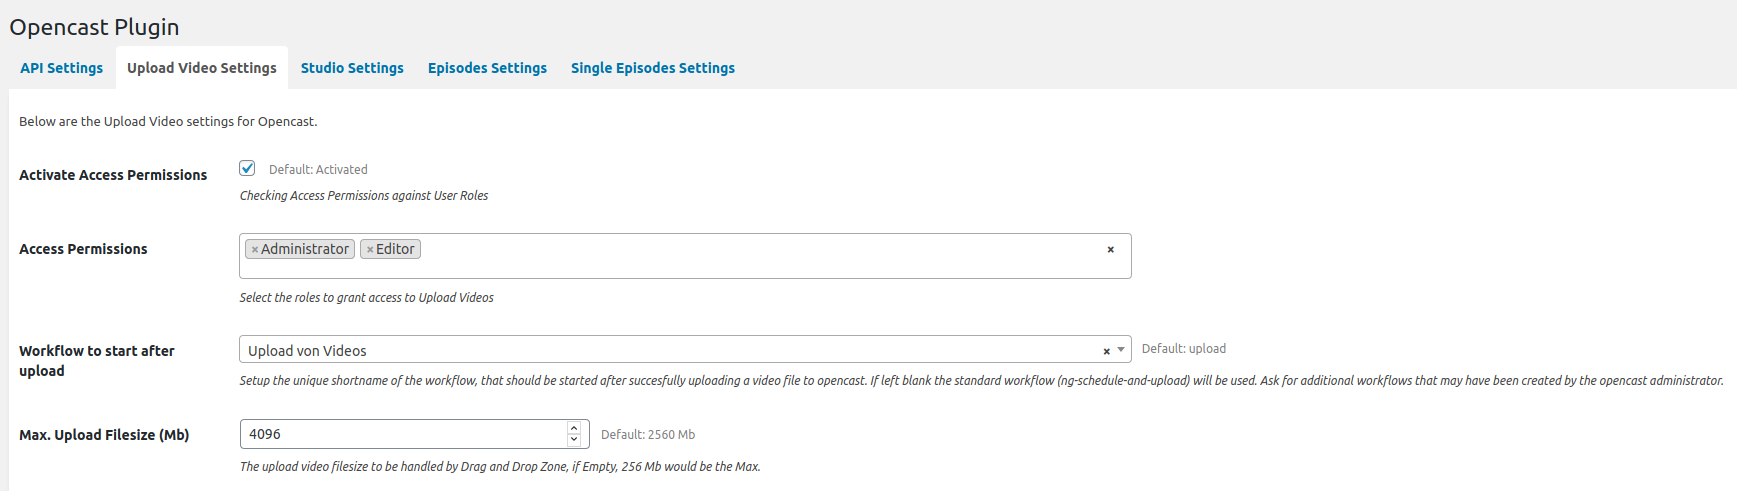 Opencast Plugin
API Settings Upload Video Settings Studio Settings Episodes Settings Single Episodes Settings
Below are the Upload Video settings for Opencast.
Activate Access Permissions Default: Activated
Checking Access Permissions against User Roles
Access Permissions ×Administrator ×Editor ×
Select the roles to grant access to Upload Videos
Workflow to start after upload Upload von Videos × Default: upload
Setup the unique shortname of the workflow, that should be started after succesfully uploading a video file to opencast. If left blank the standard workflow (ng-schedule-and-upload) will be used. Ask for additional workflows that may have been created by the opencast administrator.
Max. Upload Filesize (Mb) 4096 Default: 2560 Mb
The upload video filesize to be handled by Drag and Drop Zone, if Empty, 256 Mb would be the Max.